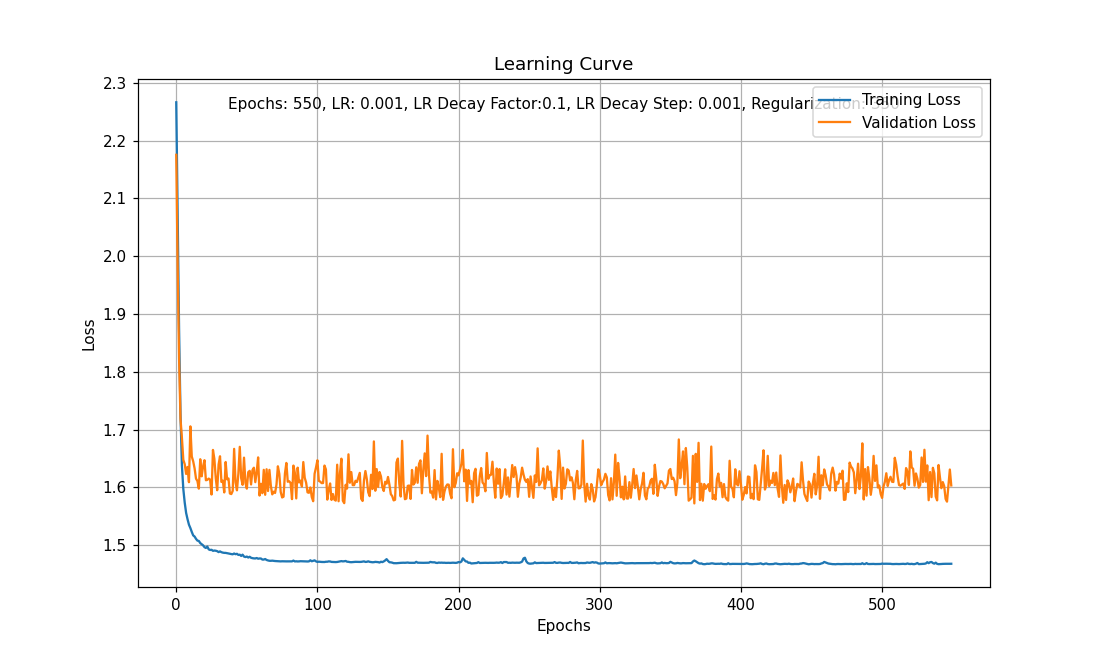 Learning Curve
Epochs: 550, LR: 0.001, LR Decay Factor:0.1, LR Decay Step: 0.001, Regularization:
Training Loss
Validation Loss
2.3
2.2
2.1
2.0
1.9
1.8
1.7
1.6
1.5
Loss
0 100 200 300 400 500
Epochs